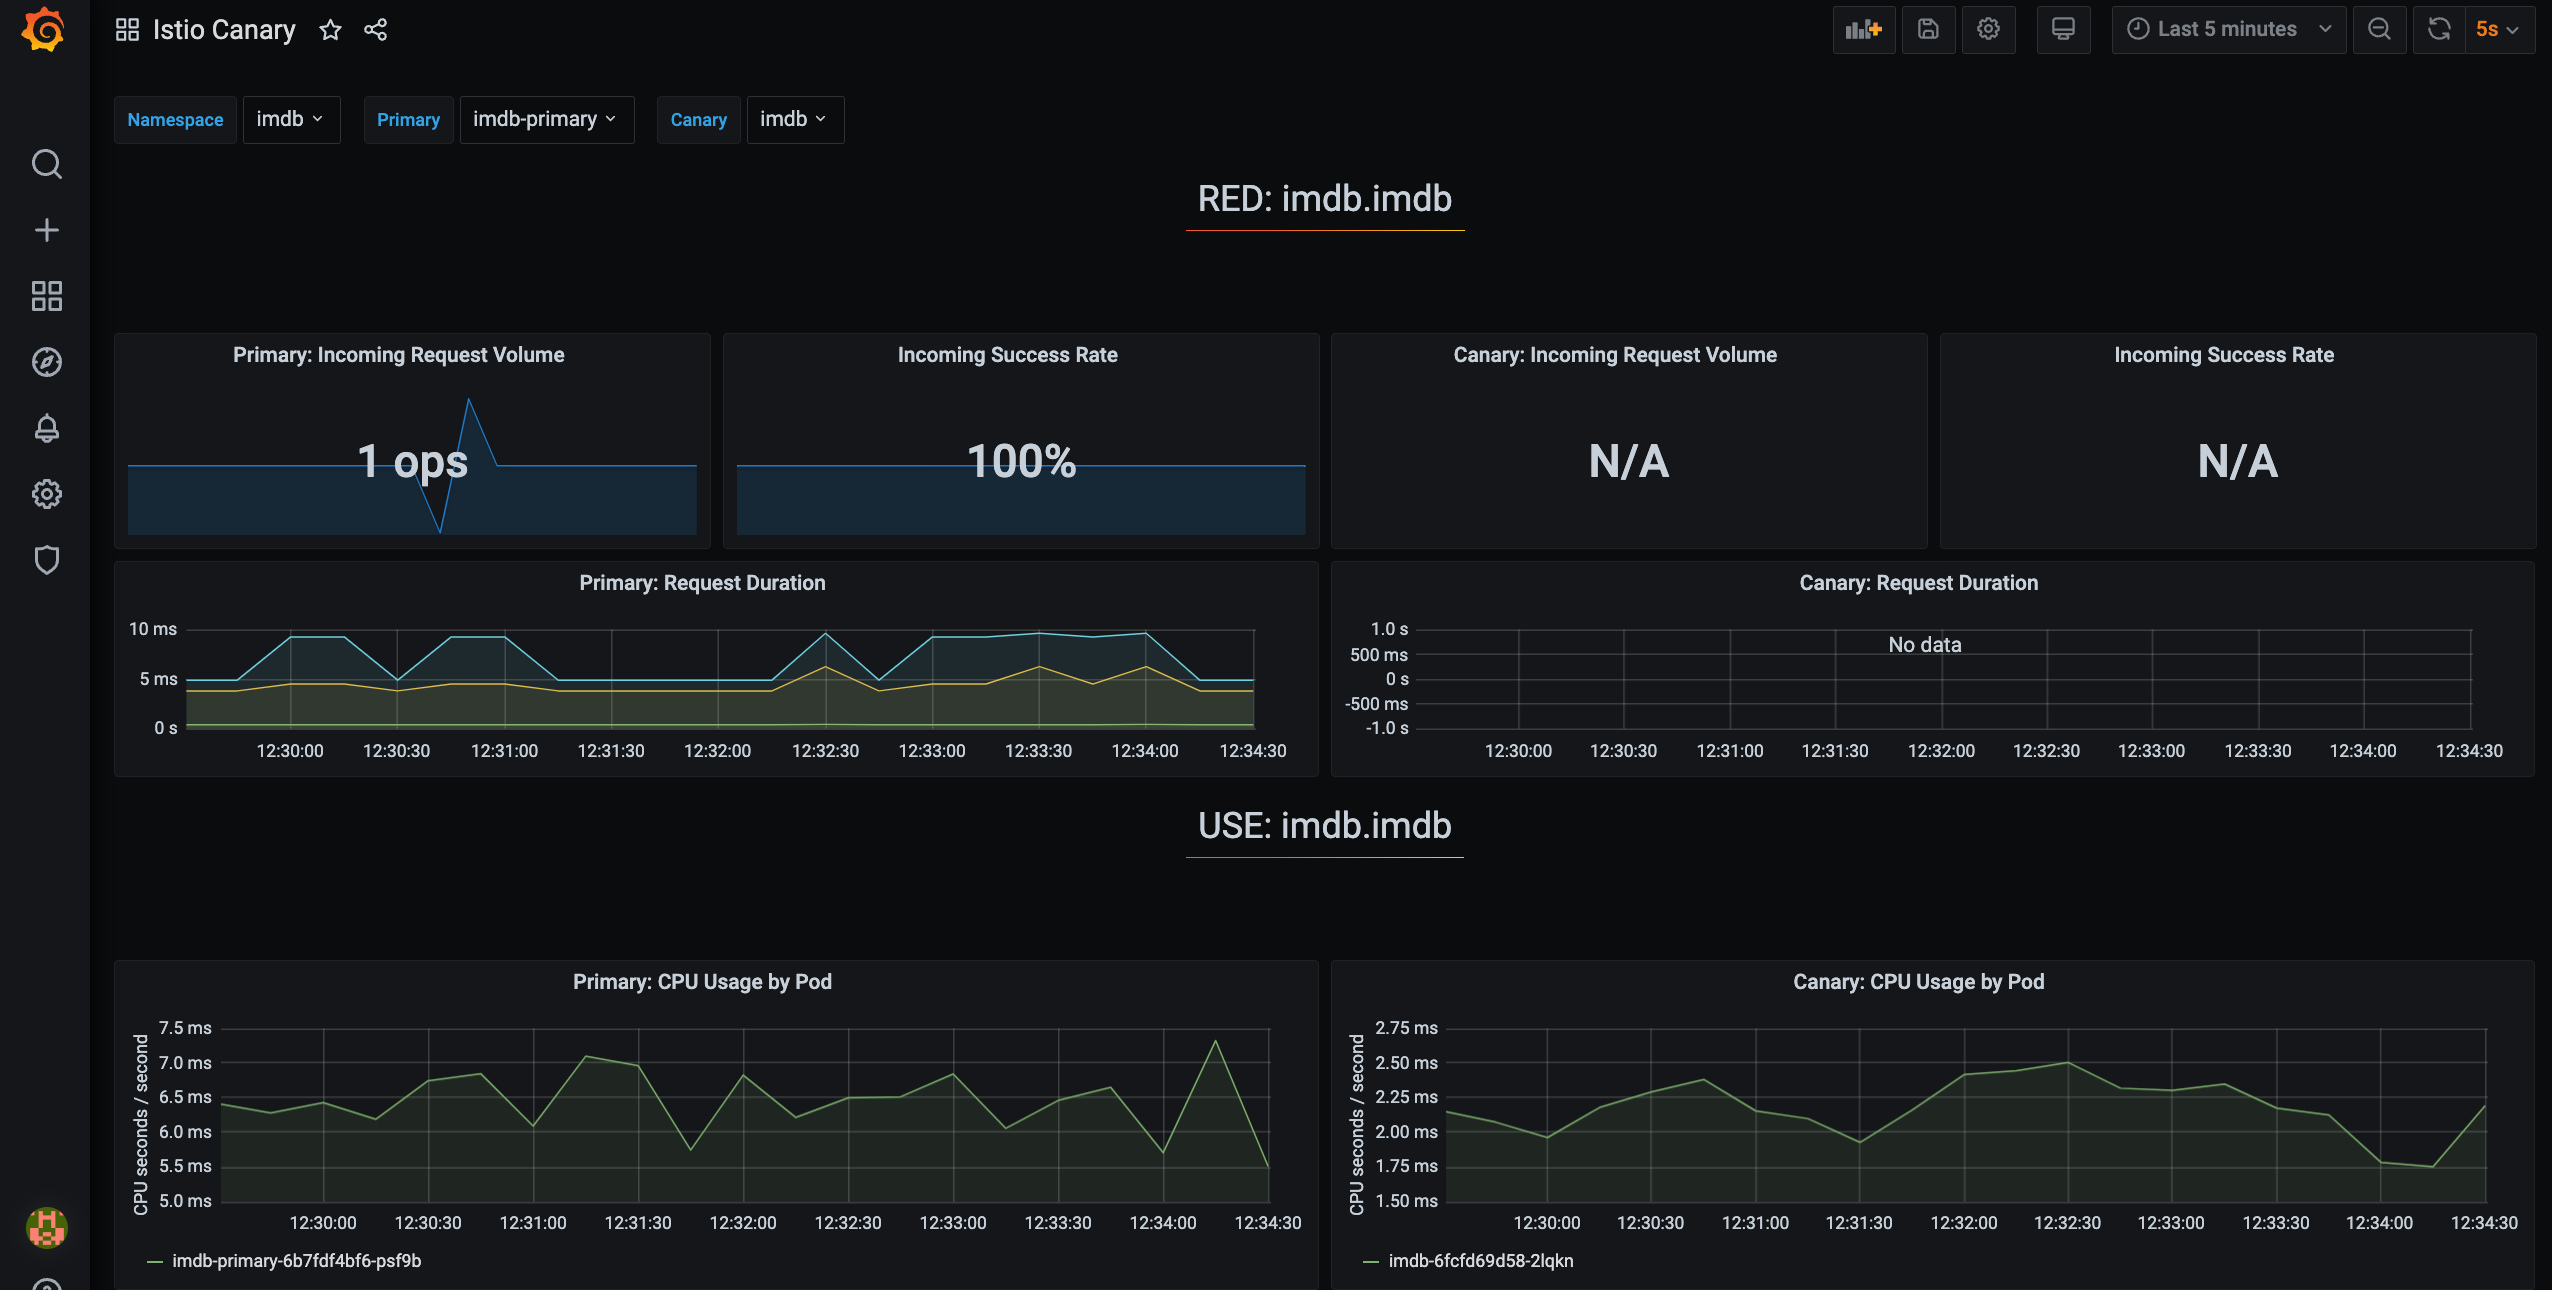 Istio Canary
Last 5 minutes
5s
Namespace imdb Primary imdb-primary Canary imdb
RED: imdb.imdb
Primary: Incoming Request Volume
1 ops
Incoming Success Rate
100%
Canary: Incoming Request Volume
N/A
Incoming Success Rate
N/A
Primary: Request Duration
10 ms
5 ms
0 s
12:30:00 12:30:30 12:31:00 12:31:30 12:32:00 12:32:30 12:33:00 12:33:30 12:34:00 12:34:30
Canary: Request Duration
No data
1.0 s
500 ms
0 s
-500 ms
-1.0 s
12:30:00 12:30:30 12:31:00 12:31:30 12:32:00 12:32:30 12:33:00 12:33:30 12:34:00 12:34:30
USE: imdb.imdb
Primary: CPU Usage by Pod
CPU seconds / second
7.5 ms
7.0 ms
6.5 ms
6.0 ms
5.5 ms
5.0 ms
12:30:00 12:30:30 12:31:00 12:31:30 12:32:00 12:32:30 12:33:00 12:33:30 12:34:00 12:34:30
imdb-primary-6b7fdf4bf6-psf9b
Canary: CPU Usage by Pod
CPU seconds / second
2.75 ms
2.50 ms
2.25 ms
2.00 ms
1.75 ms
1.50 ms
12:30:00 12:30:30 12:31:00 12:31:30 12:32:00 12:32:30 12:33:00 12:33:30 12:34:00 12:34:30
imdb-6fcfd69d58-2lqkn